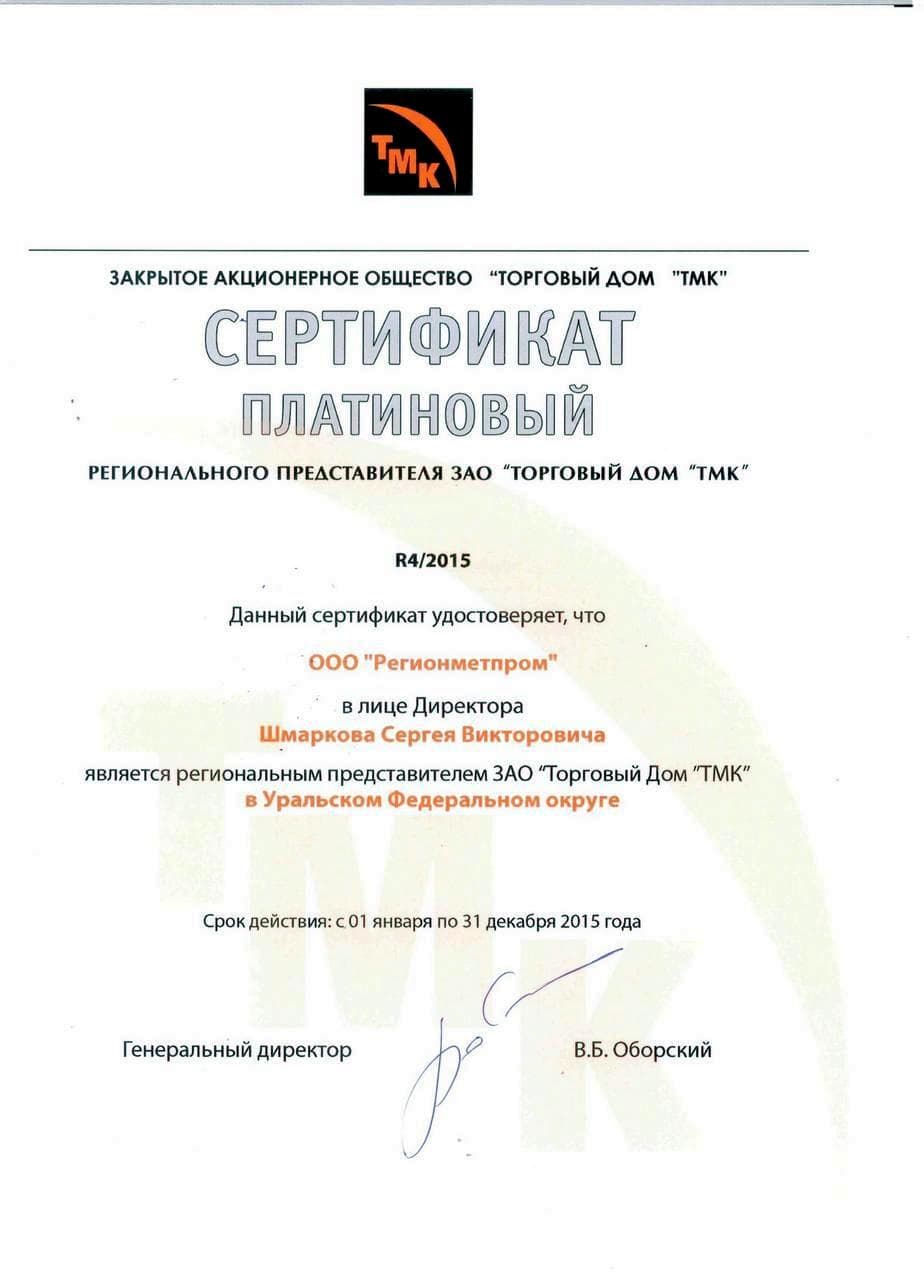 ТМК
ЗАКРЫТОЕ АКЦИОНЕРНОЕ ОБЩЕСТВО “ТОРГОВЫЙ ДОМ "ТМК"
СЕРТИФИКАТ
ПЛАТИНОВЫЙ
РЕГИОНАЛЬНОГО ПРЕДСТАВИТЕЛЯ ЗАО “ТОРГОВЫЙ ДОМ “ТМК”
R4/2015
Данный сертификат удостоверяет, что
ООО "Регионметпром"
в лице Директора
Шмаркова Сергея Викторовича
является региональным представителем ЗАО “Торговый Дом ”ТМК”
в Уральском Федеральном округе
Срок действия: с 01 января по 31 декабря 2015 года
Генеральный директор В.Б. Оборский
ТМК